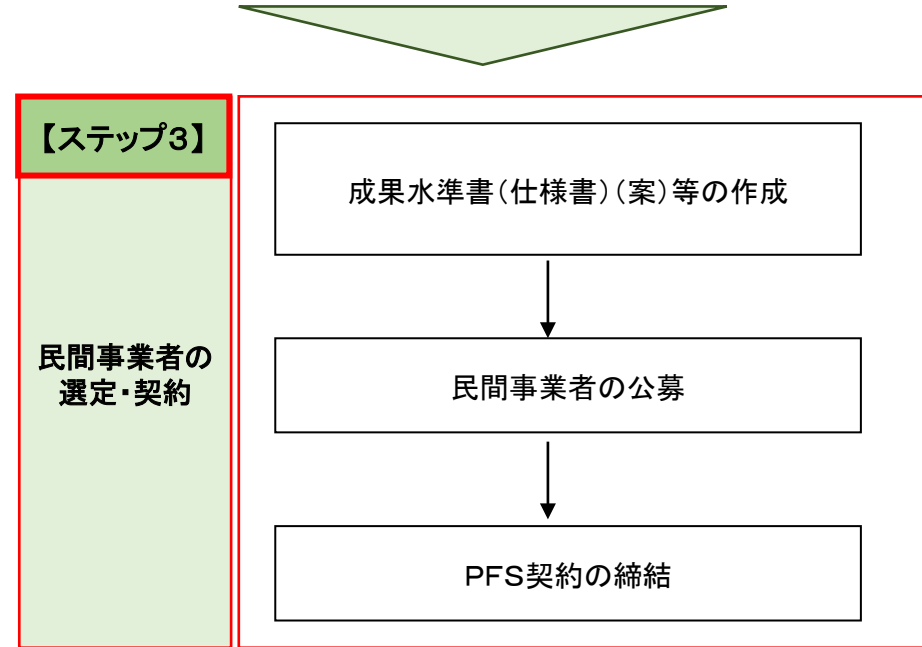 【ステップ3】
民間事業者の
選定・契約
成果水準書(仕様書)(案)等の作成
民間事業者の公募
PFS契約の締結